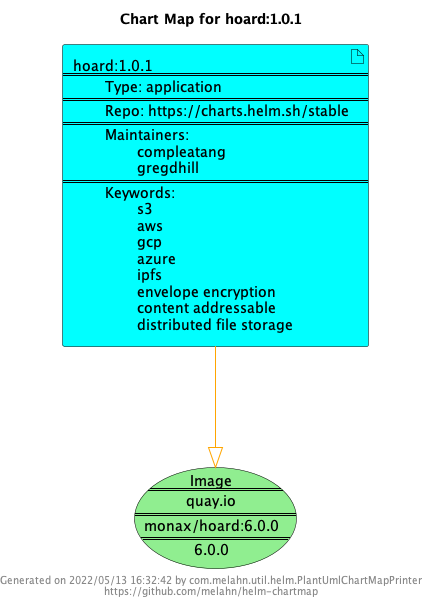 Chart Map for hoard:1.0.1
hoard:1.0.1
Type: application
Repo: https://charts.helm.sh/stable
Maintainers:
compleatang
gregdhill
Keywords:
s3
aws
gcp
azure
ipfs
envelope encryption
content addressable
distributed file storage
Image
quay.io
monax/hoard:6.0.0
6.0.0
Generated on 2022/05/13 16:32:42 by com.melahn.util.helm.PlantUmlChartMapPrinter
https://github.com/melahn/helm-chartmap